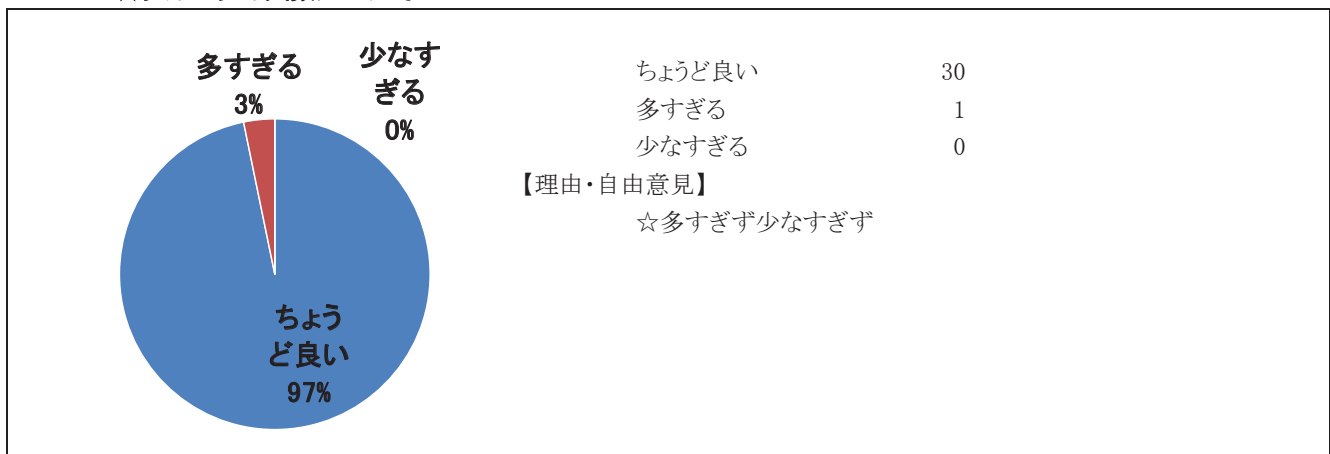 多すぎる
3%
少なす
ぎる
0%
ちょう
ど良い
97%
ちょうど良い 30
多すぎる 1
少なすぎる 0
【理由・自由意見】
☆多すぎず少なすぎず